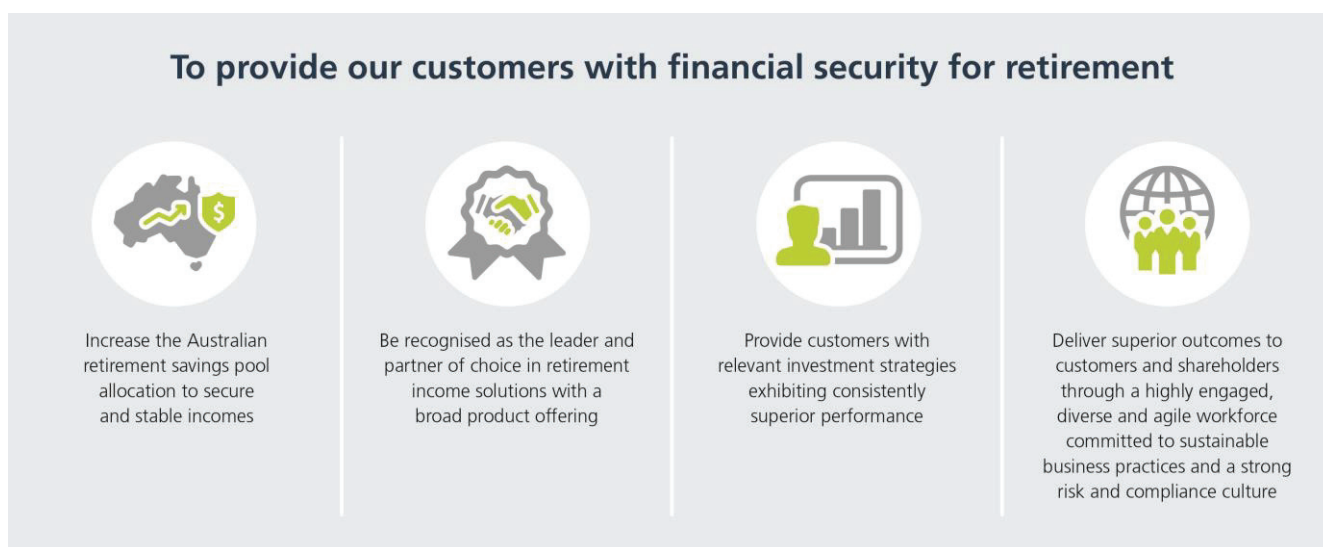 To provide our customers with financial security for retirement
$
Increase the Australian
retirement savings pool
allocation to secure
and stable incomes
Be recognised as the leader and
partner of choice in retirement
income solutions with a
broad product offering
Provide customers with
relevant investment strategies
exhibiting consistently
superior performance
Deliver superior outcomes to
customers and shareholders
through a highly engaged,
diverse and agile workforce
committed to sustainable
business practices and a strong
risk and compliance culture